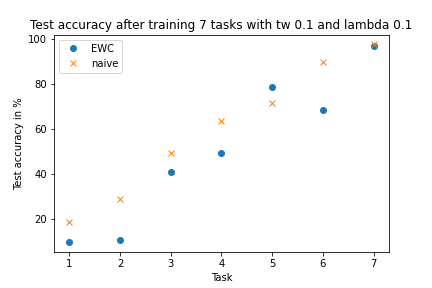 Test accuracy after training 7 tasks with tw 0.1 and lambda 0.1
EWC
naive
Test accuracy in %
100
80
60
40
20
1 2 3 4 5 6 7
Task